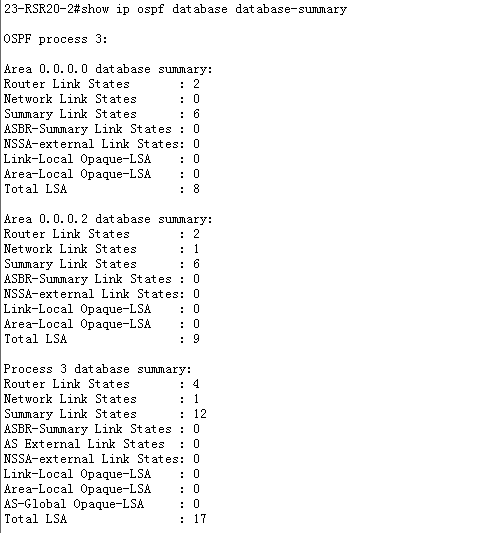 23-RSR20-2#show ip ospf database database-summary
OSPF process 3:
Area 0.0.0.0 database summary:
Router Link States : 2
Network Link States : 0
Summary Link States : 6
ASBR-Summary Link States : 0
NSSA-external Link States: 0
Link-Local Opaque-LSA : 0
Area-Local Opaque-LSA : 0
Total LSA : 8
Area 0.0.0.2 database summary:
Router Link States : 2
Network Link States : 1
Summary Link States : 6
ASBR-Summary Link States : 0
NSSA-external Link States: 0
Link-Local Opaque-LSA : 0
Area-Local Opaque-LSA : 0
Total LSA : 9
Process 3 database summary:
Router Link States : 4
Network Link States : 1
Summary Link States : 12
ASBR-Summary Link States : 0
AS External Link States : 0
NSSA-external Link States: 0
Link-Local Opaque-LSA : 0
Area-Local Opaque-LSA : 0
AS-Global Opaque-LSA : 0
Total LSA : 17